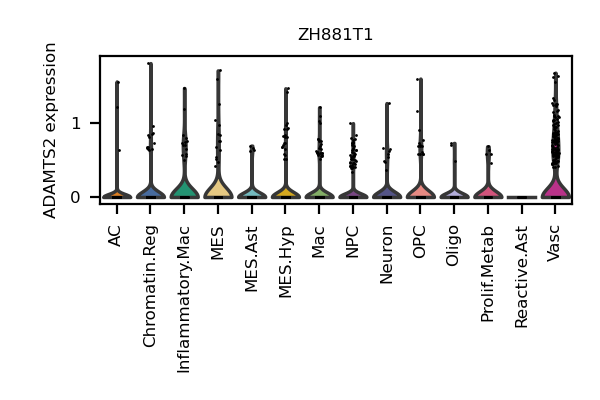 ZH881T1
ADAMTS2 expression
1
0
AC
Chromatin.Reg
Inflammatory.Mac
MES
MES.Ast
MES.Hyp
Mac
NPC
Neuron
OPC
Oligo
Prolif.Metab
Reactive.Ast
Vasc